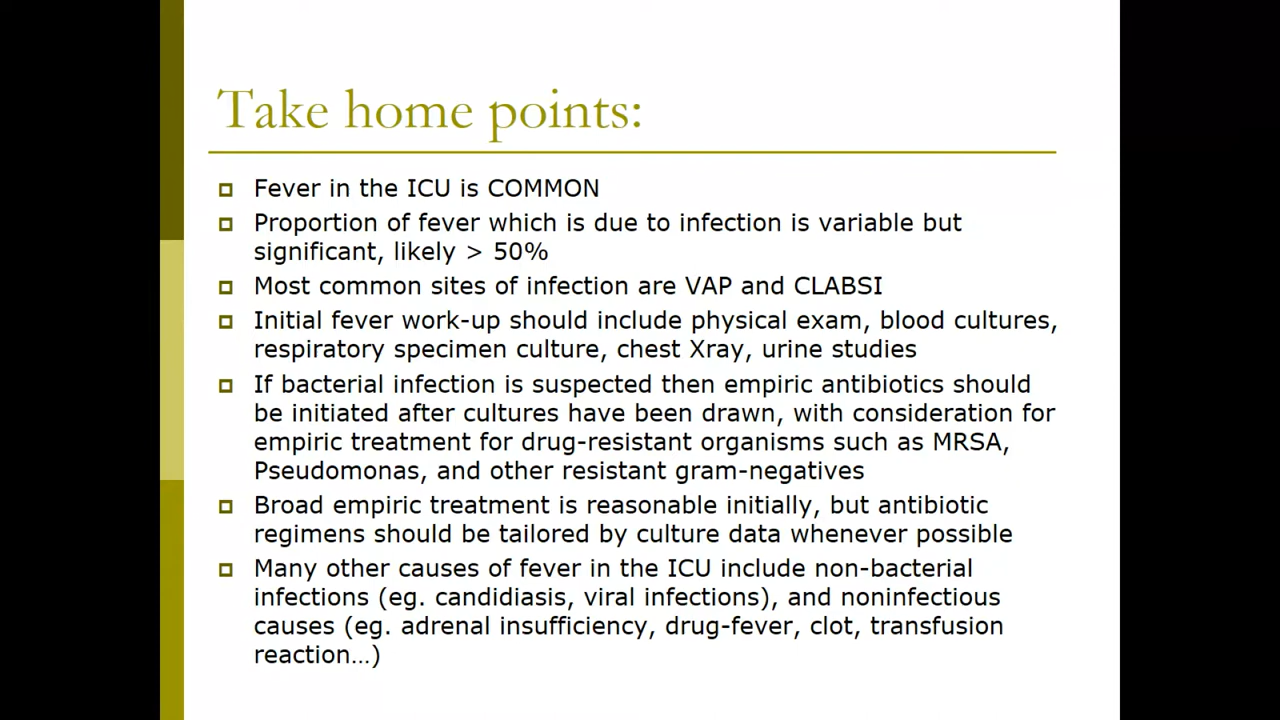 Take home points:
Fever in the ICU is COMMON
Proportion of fever which is due to infection is variable but
significant, likely > 50%
Most common sites of infection are VAP and CLABSI
Initial fever work-up should include physical exam, blood cultures,
respiratory specimen culture, chest Xray, urine studies
If bacterial infection is suspected then empiric antibiotics should
be initiated after cultures have been drawn, with consideration for
empiric treatment for drug-resistant organisms such as MRSA,
Pseudomonas, and other resistant gram-negatives
Broad empiric treatment is reasonable initially, but antibiotic
regimens should be tailored by culture data whenever possible
Many other causes of fever in the ICU include non-bacterial
infections (eg. candidiasis, viral infections), and noninfectious
causes (eg. adrenal insufficiency, drug-fever, clot, transfusion
reaction…)